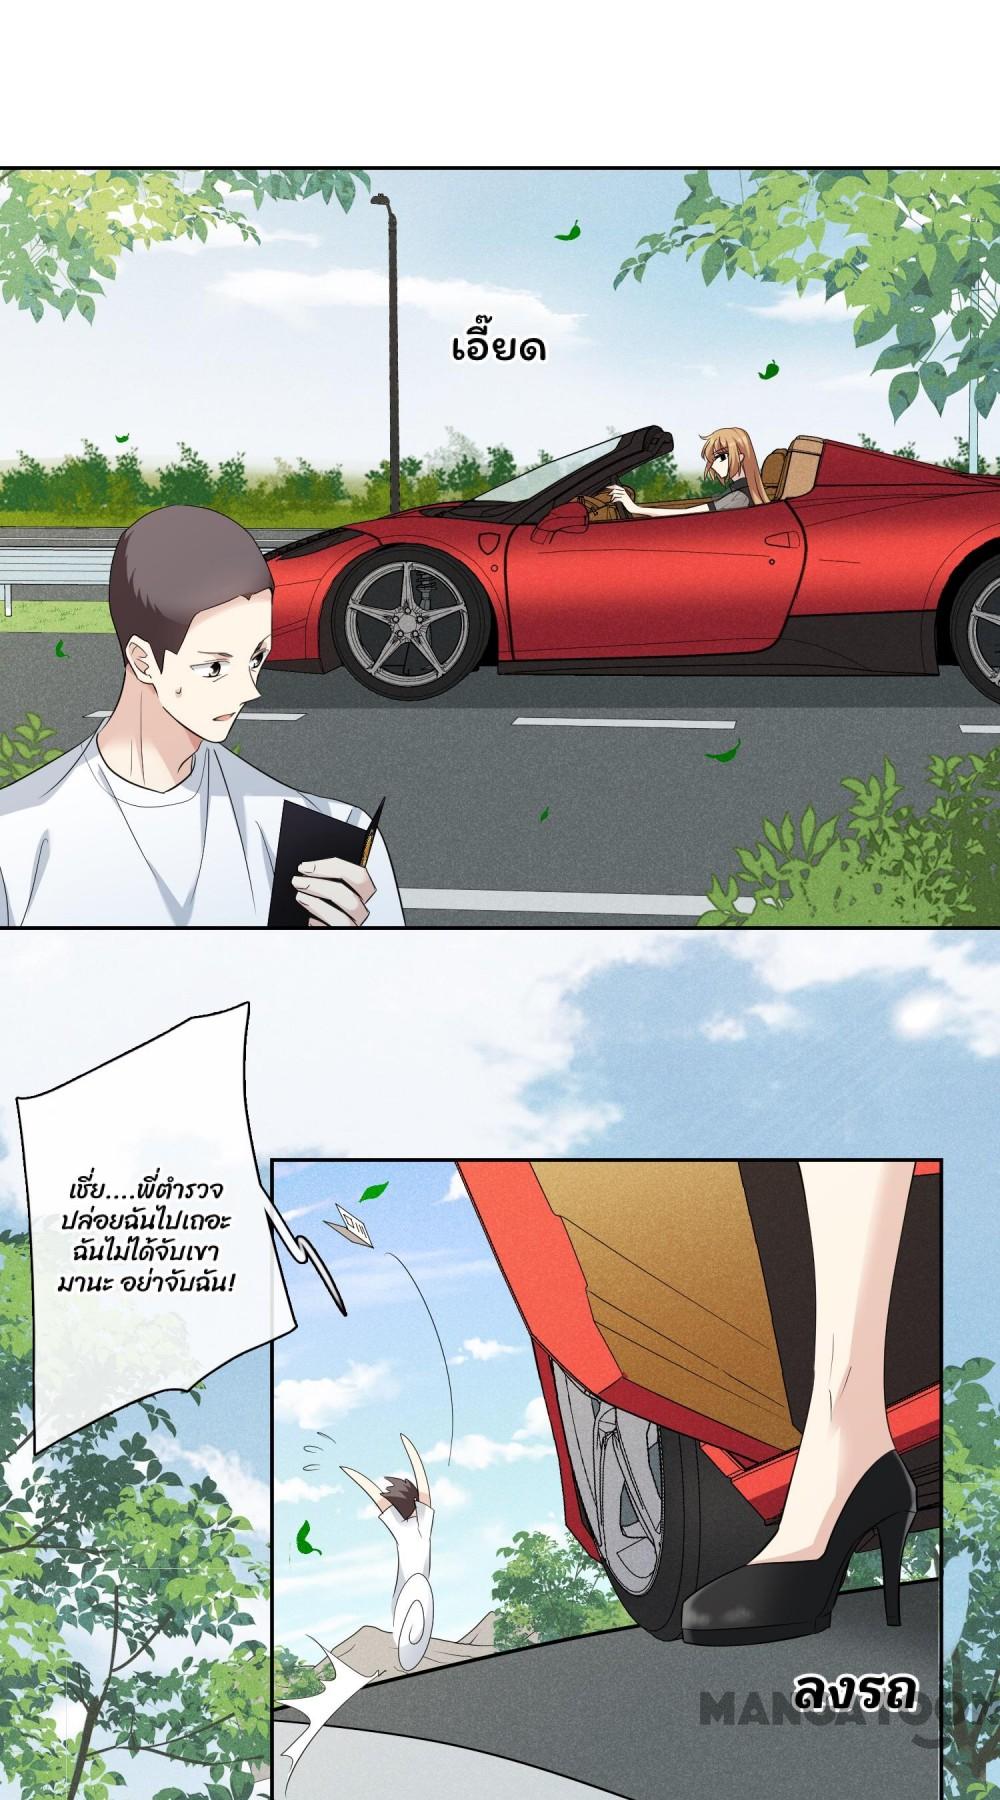 เอี๊ยด
เชี่ย....พี่ตำรวจ
ปล่อยฉันไปเถอะ
ฉันไม่ได้จับเขา
มานะ อย่าจับฉัน!
ลงรถ